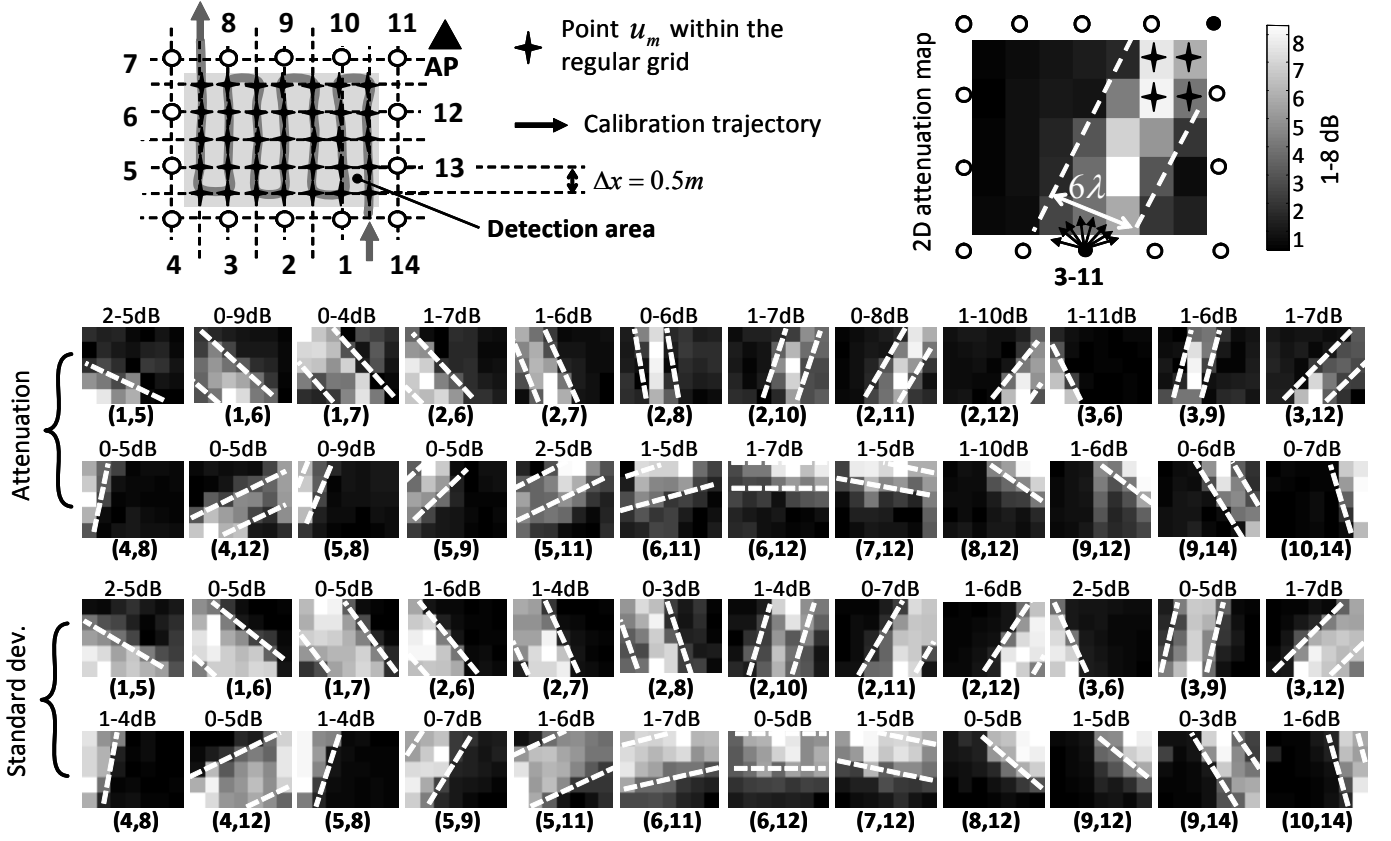 8 9 10 11
7
AP
6 12
5 13
4 3 2 1 14
Point u_m within the
regular grid
Calibration trajectory
Δx = 0.5m
Detection area
2D attenuation map
6λ
3-11
8
7
6
5
4
3
2
1
1-8 dB
Attenuation
2-5dB 0-9dB 0-4dB 1-7dB 1-6dB 0-6dB 1-7dB 0-8dB 1-10dB 1-11dB 1-6dB 1-7dB
(1,5) (1,6) (1,7) (2,6) (2,7) (2,8) (2,10) (2,11) (2,12) (3,6) (3,9) (3,12)
0-5dB 0-5dB 0-9dB 0-5dB 2-5dB 1-5dB 1-7dB 1-5dB 1-10dB 1-6dB 0-6dB 0-7dB
(4,8) (4,12) (5,8) (5,9) (5,11) (6,11) (6,12) (7,12) (8,12) (9,12) (9,14) (10,14)
Standard dev.
2-5dB 0-5dB 0-5dB 1-6dB 1-4dB 0-3dB 1-4dB 0-7dB 1-6dB 2-5dB 0-5dB 1-7dB
(1,5) (1,6) (1,7) (2,6) (2,7) (2,8) (2,10) (2,11) (2,12) (3,6) (3,9) (3,12)
1-4dB 0-5dB 1-4dB 0-7dB 1-6dB 1-7dB 0-5dB 1-5dB 0-5dB 1-5dB 0-3dB 1-6dB
(4,8) (4,12) (5,8) (5,9) (5,11) (6,11) (6,12) (7,12) (8,12) (9,12) (9,14) (10,14)